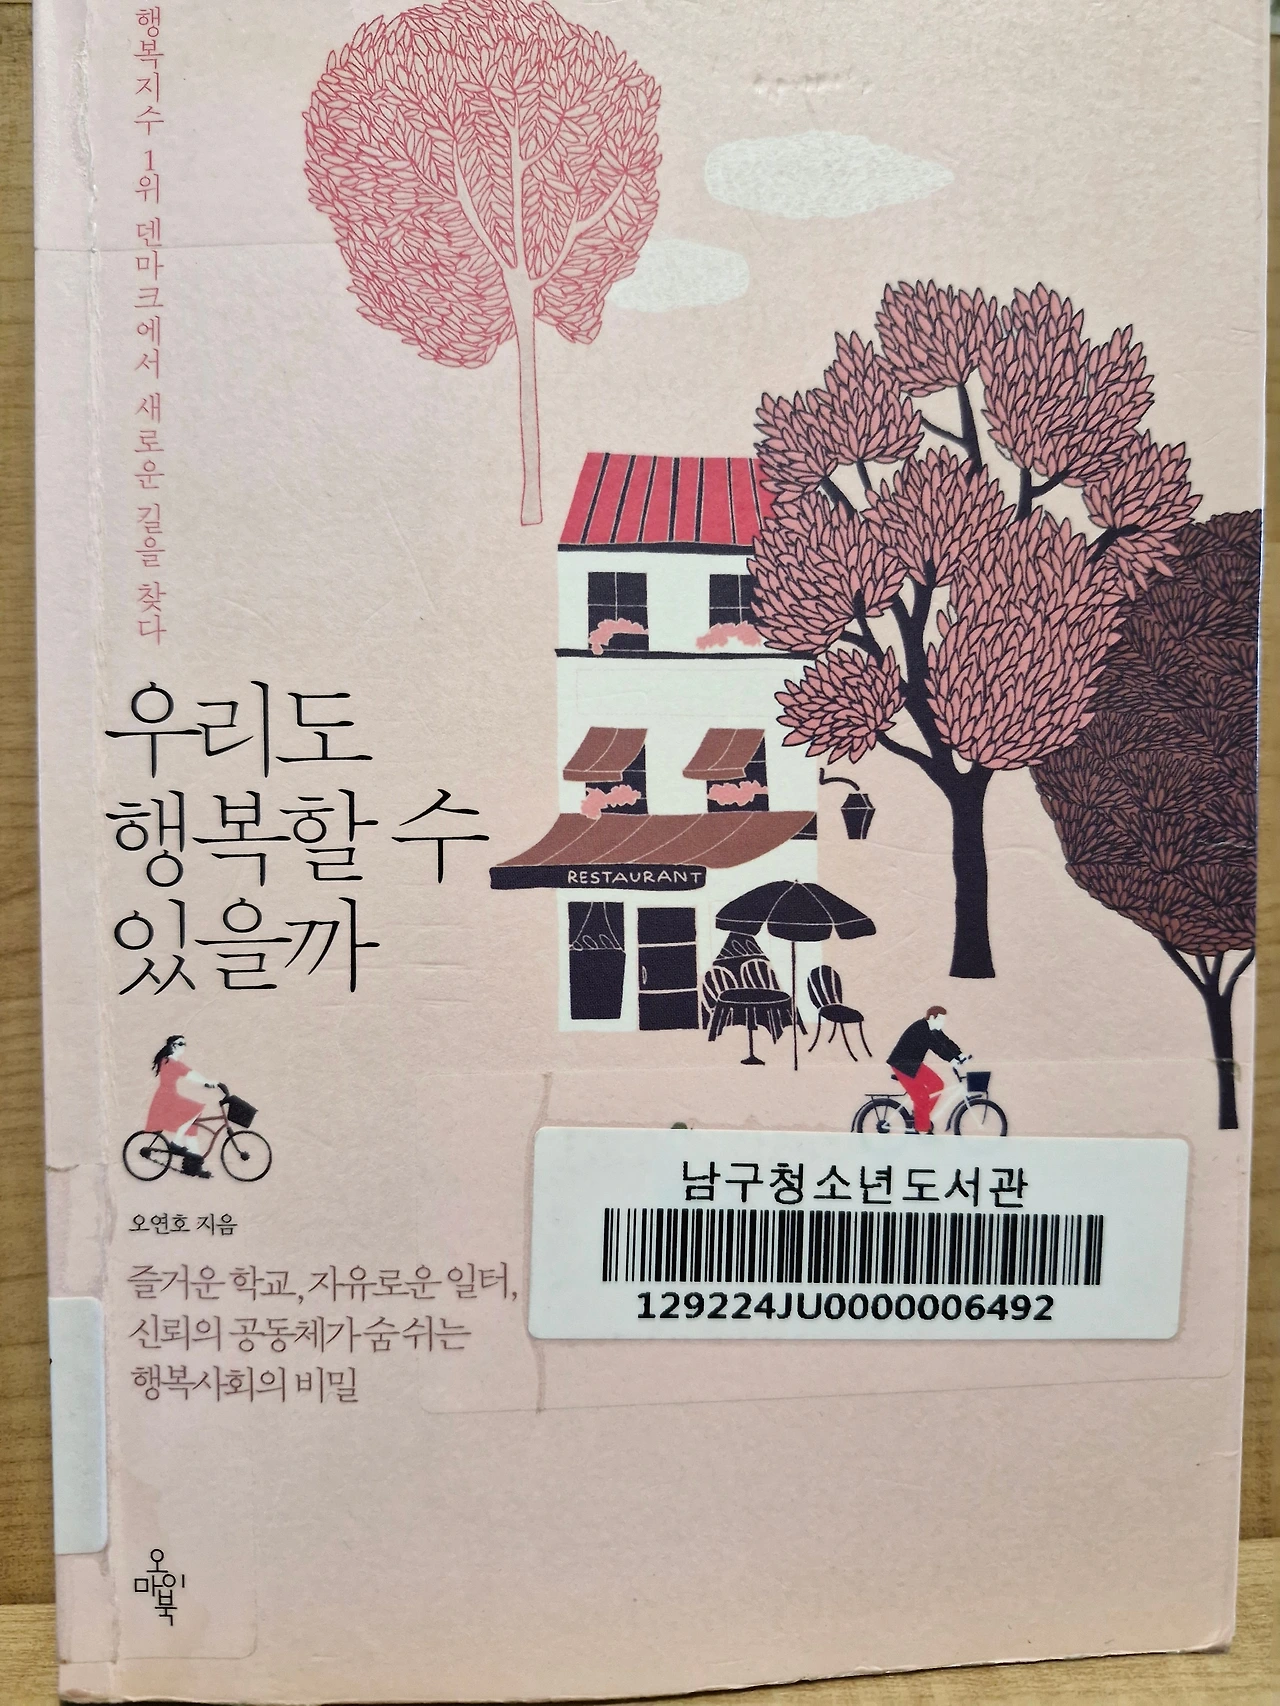 행복지수 1위 덴마크에서 새로운 길을 찾다
우리도
행복할 수
있을까
RESTAURANT
오연호 지음
즐거운 학교, 자유로운 일터,
신뢰의 공동체가 숨 쉬는
행복사회의 비밀
남구청소년도서관
129224JU0000006492
오
마이
북